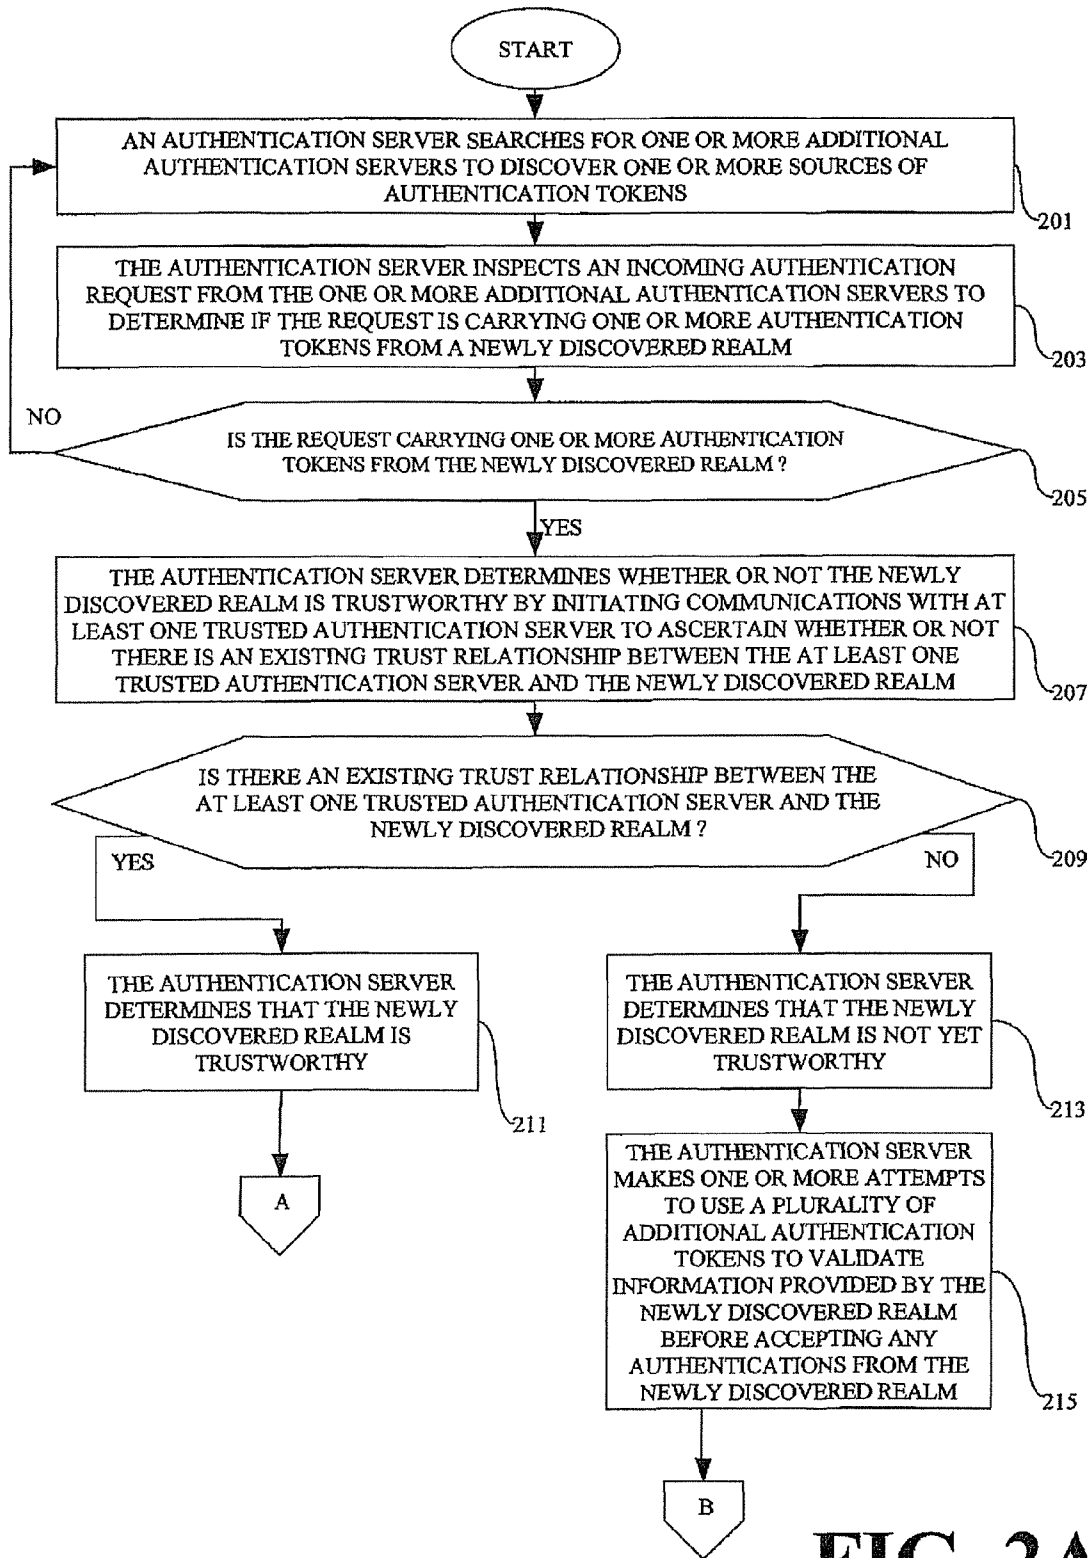 START
AN AUTHENTICATION SERVER SEARCHES FOR ONE OR MORE ADDITIONAL
AUTHENTICATION SERVERS TO DISCOVER ONE OR MORE SOURCES OF
AUTHENTICATION TOKENS
201
THE AUTHENTICATION SERVER INSPECTS AN INCOMING AUTHENTICATION
REQUEST FROM THE ONE OR MORE ADDITIONAL AUTHENTICATION SERVERS TO
DETERMINE IF THE REQUEST IS CARRYING ONE OR MORE AUTHENTICATION
TOKENS FROM A NEWLY DISCOVERED REALM
203
NO
IS THE REQUEST CARRYING ONE OR MORE AUTHENTICATION
TOKENS FROM THE NEWLY DISCOVERED REALM ?
205
YES
THE AUTHENTICATION SERVER DETERMINES WHETHER OR NOT THE NEWLY
DISCOVERED REALM IS TRUSTWORTHY BY INITIATING COMMUNICATIONS WITH AT
LEAST ONE TRUSTED AUTHENTICATION SERVER TO ASCERTAIN WHETHER OR NOT
THERE IS AN EXISTING TRUST RELATIONSHIP BETWEEN THE AT LEAST ONE
TRUSTED AUTHENTICATION SERVER AND THE NEWLY DISCOVERED REALM
207
IS THERE AN EXISTING TRUST RELATIONSHIP BETWEEN THE
AT LEAST ONE TRUSTED AUTHENTICATION SERVER AND THE
NEWLY DISCOVERED REALM ?
209
YES
NO
THE AUTHENTICATION SERVER
DETERMINES THAT THE NEWLY
DISCOVERED REALM IS
TRUSTWORTHY
211
A
THE AUTHENTICATION SERVER
DETERMINES THAT THE NEWLY
DISCOVERED REALM IS NOT YET
TRUSTWORTHY
213
THE AUTHENTICATION SERVER
MAKES ONE OR MORE ATTEMPTS
TO USE A PLURALITY OF
ADDITIONAL AUTHENTICATION
TOKENS TO VALIDATE
INFORMATION PROVIDED BY THE
NEWLY DISCOVERED REALM
BEFORE ACCEPTING ANY
AUTHENTICATIONS FROM THE
NEWLY DISCOVERED REALM
215
B
FIG. 2A